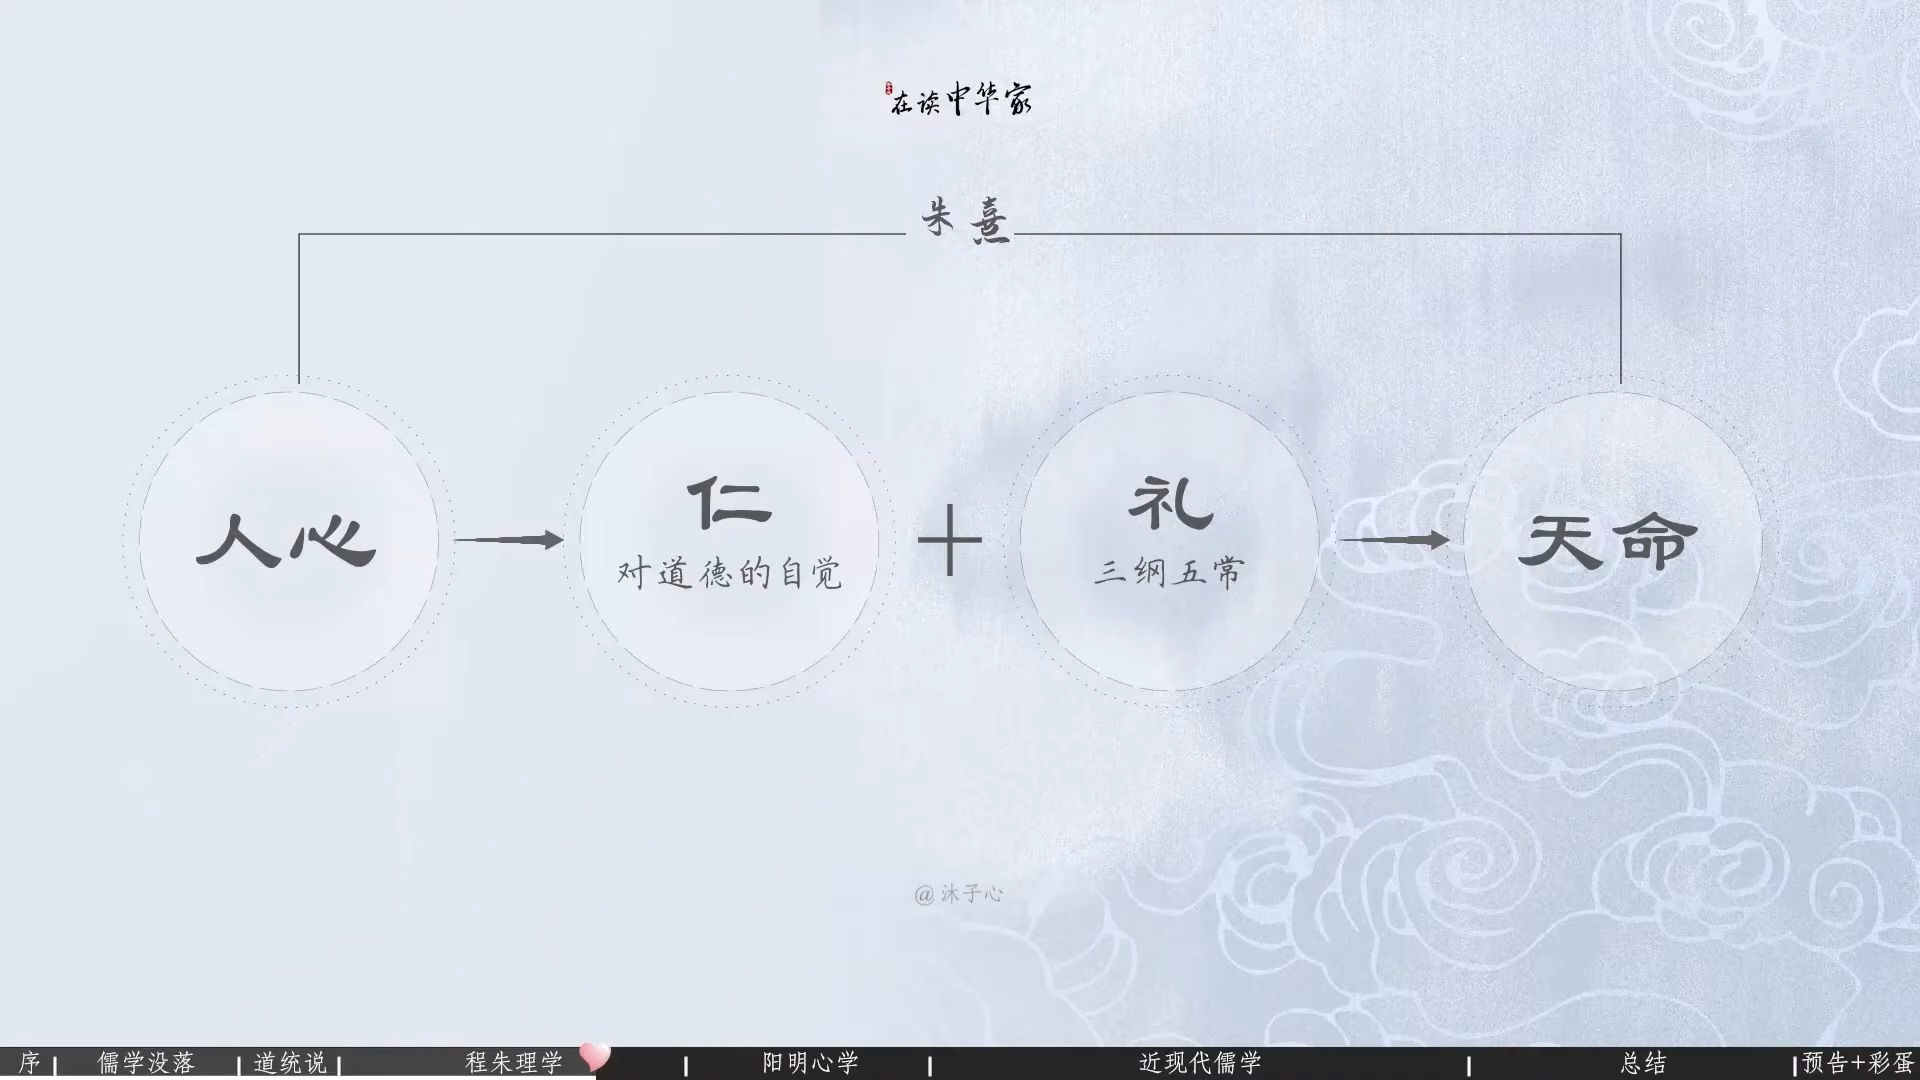 在读中华家
朱熹
人心
仁
对道德的自觉
+
礼
三纲五常
天命
@沐子心
序 | 儒学没落 | 道统说 | 程朱理学 | 阳明心学 | 近现代儒学 | 总结 | 预告+彩蛋